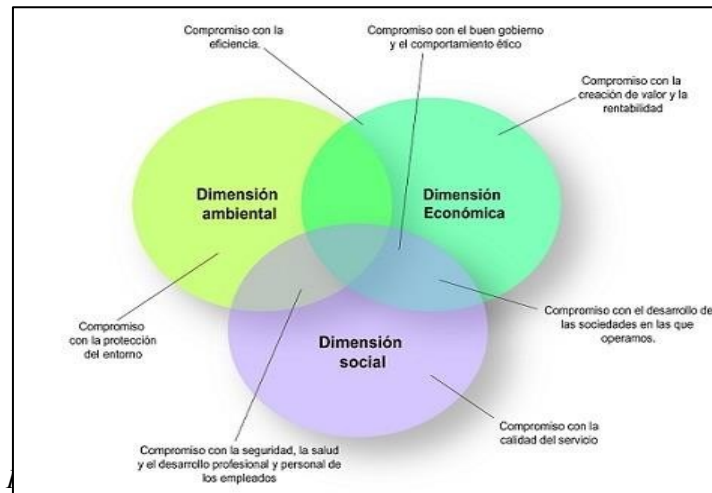 Compromiso con la
eficiencia.
Compromiso con el buen gobierno
y el comportamiento ético
Compromiso con la
creación de valor y la
rentabilidad
Dimensión
ambiental
Dimensión
Económica
Compromiso
con la protección
del entorno
Dimensión
social
Compromiso con el desarrollo de
las sociedades en las que
operamos.
Compromiso con la
calidad del servicio
Compromiso con la seguridad, la salud
y el desarrollo profesional y personal de
los empleados